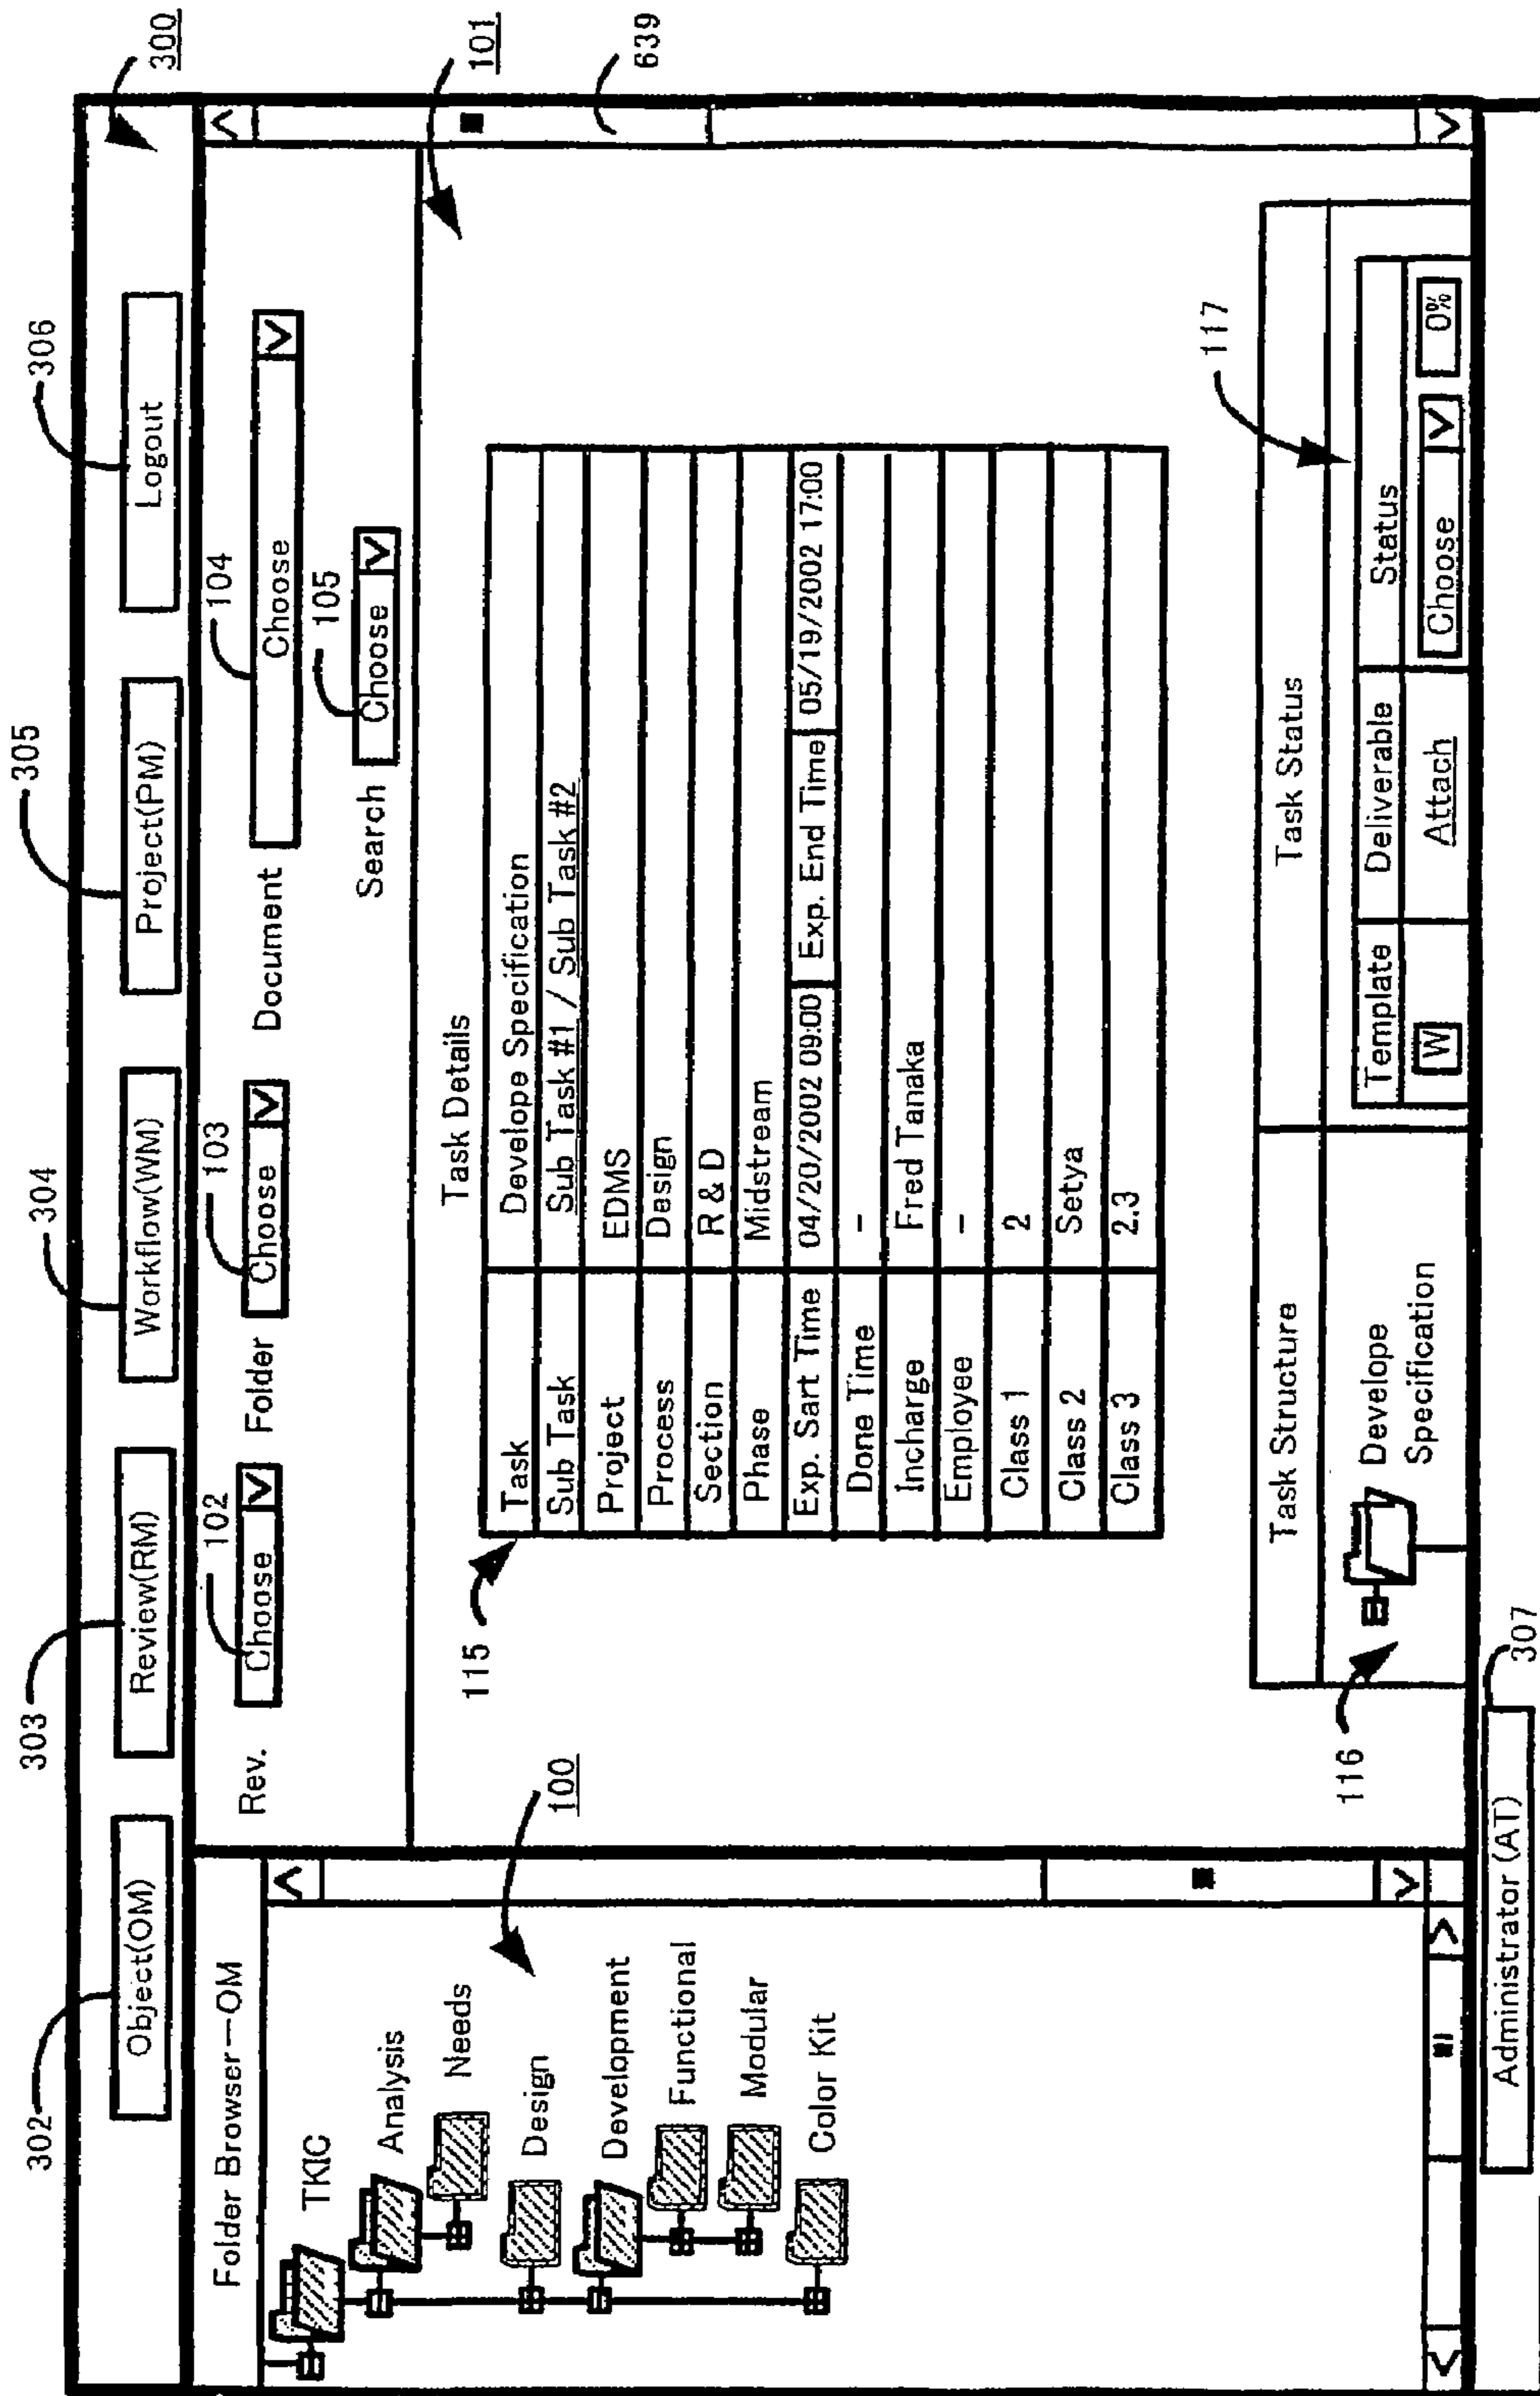 302 303 304 305 306 300
Object(OM) Review(RM) Workflow(WM) Project(PM) Logout
102 103 104
Folder Browser—OM Rev. Choose V Folder Choose V Document Choose V
105
Search Choose V
101
639
TKIC
Analysis
Needs
Design
Development
Functional
Modular
Color Kit
100
Task Details
115
Task Develope Specification
Sub Task Sub Task #1 / Sub Task #2
Project EDMS
Process Design
Section R & D
Phase Midstream
Exp. Sart Time 04/20/2002 09:00 Exp. End Time 05/19/2002 17:00
Done Time –
Incharge Fred Tanaka
Employee –
Class 1 2
Class 2 Setya
Class 3 2.3
117
Task Structure Task Status
Develope
Specification
Template Deliverable Status
W Attach Choose V 0%
116
Administrator (AT)
307